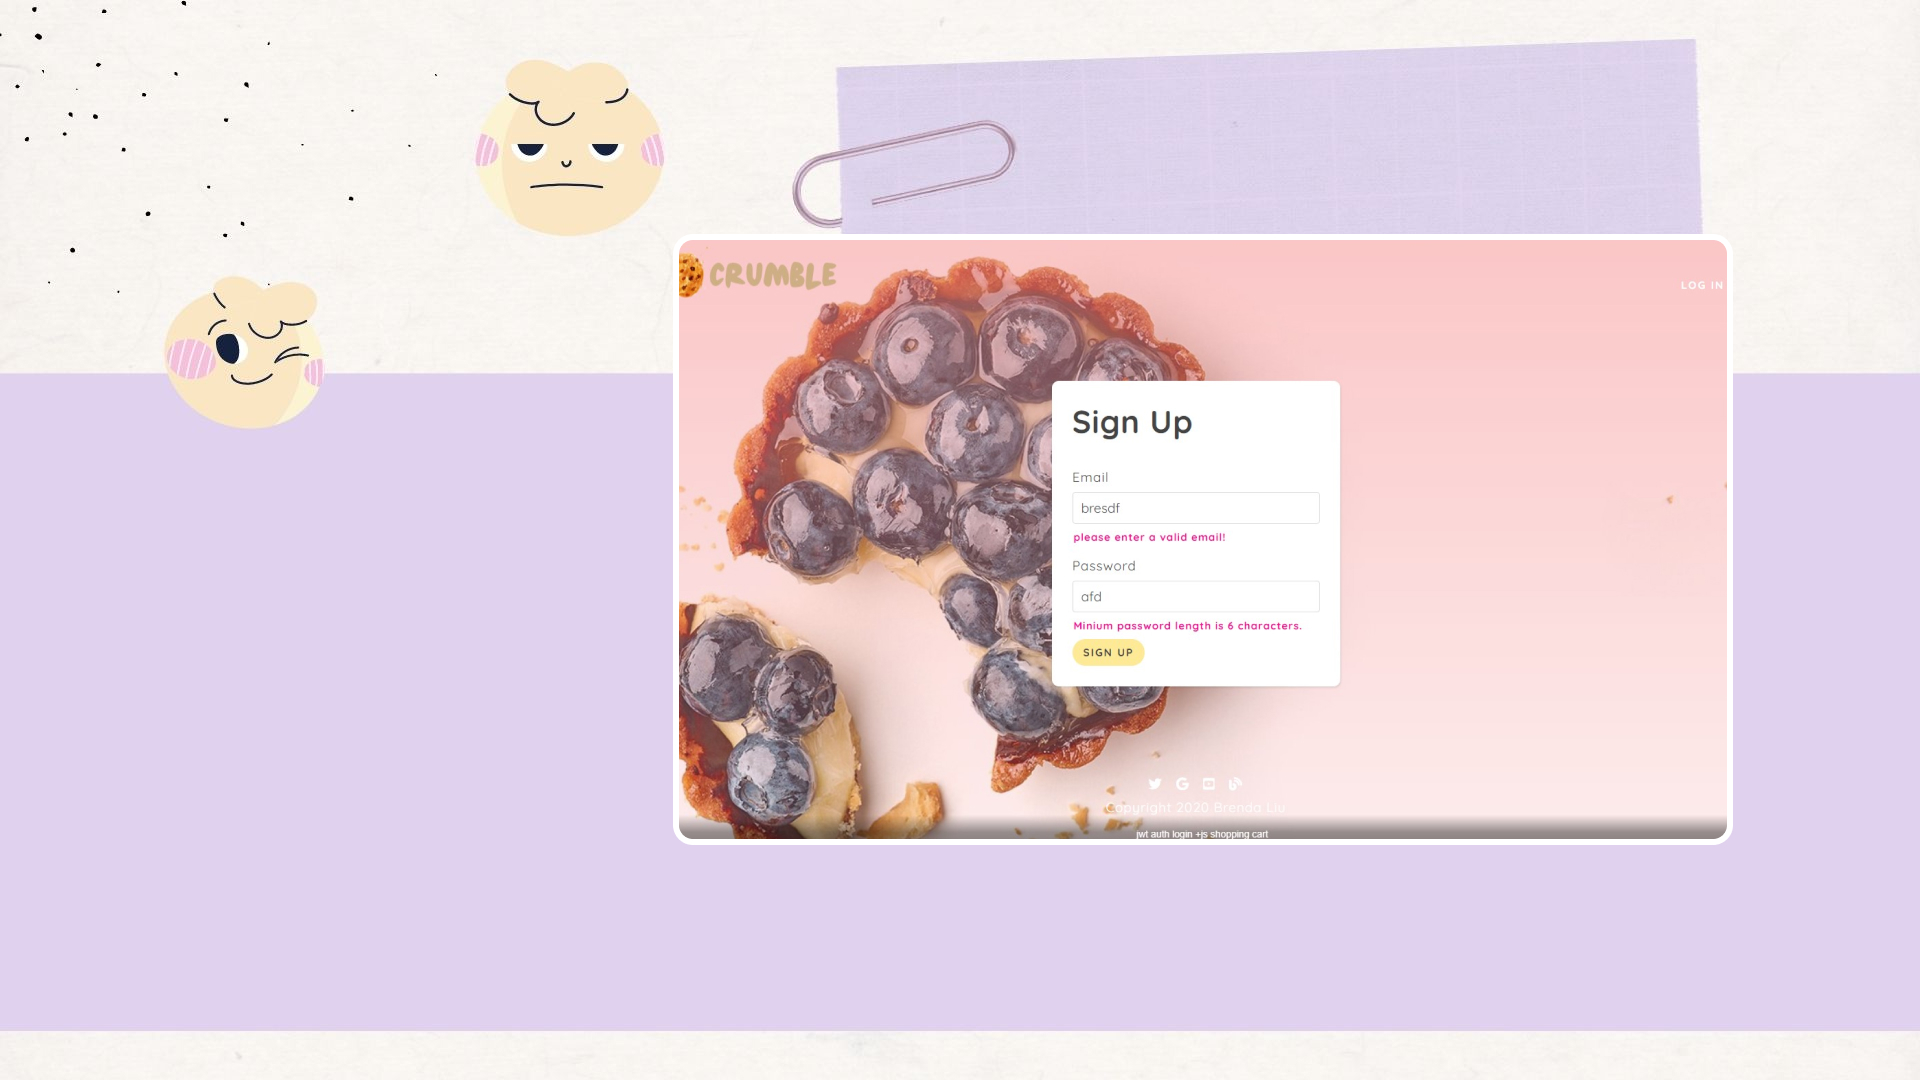 CRUMBLE
LOG IN
Sign Up
Email
bresdf
please enter a valid email!
Password
afd
Minium password length is 6 characters.
SIGN UP
Copyright 2020 Brenda Liu
jwt auth login +js shopping cart